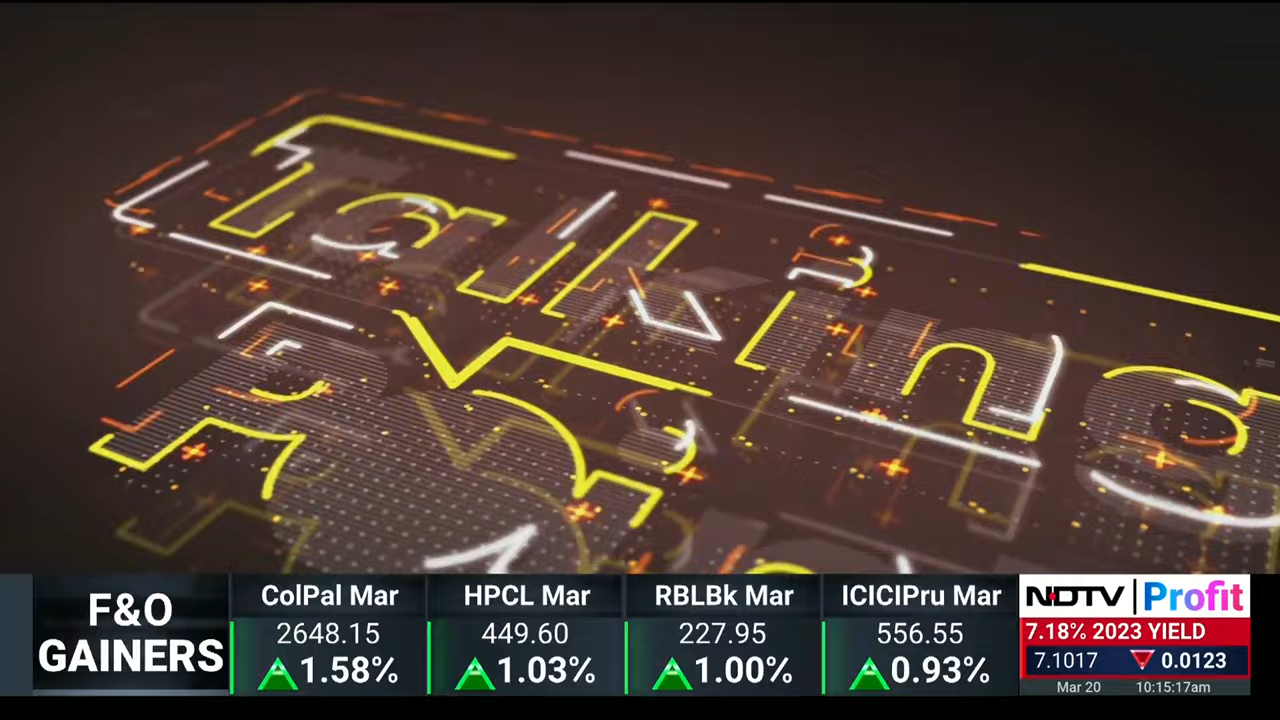 Talking
F&O
GAINERS
ColPal Mar
2648.15
1.58%
HPCL Mar
449.60
1.03%
RBLBk Mar
227.95
1.00%
ICICIPru Mar
556.55
0.93%
NDTV Profit
7.18% 2023 YIELD
7.1017 0.0123
Mar 20 10:15:17am